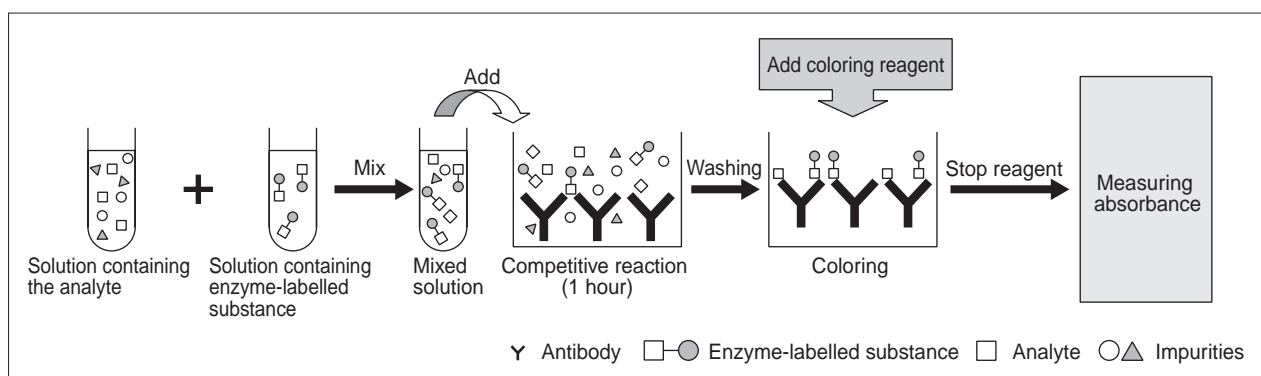 Add coloring reagent
Add
Mix
Washing
Stop reagent
Measuring
absorbance
Solution containing
the analyte
Solution containing
enzyme-labelled
substance
Mixed
solution
Competitive reaction
(1 hour)
Coloring
Antibody
Enzyme-labelled substance
Analyte
Impurities